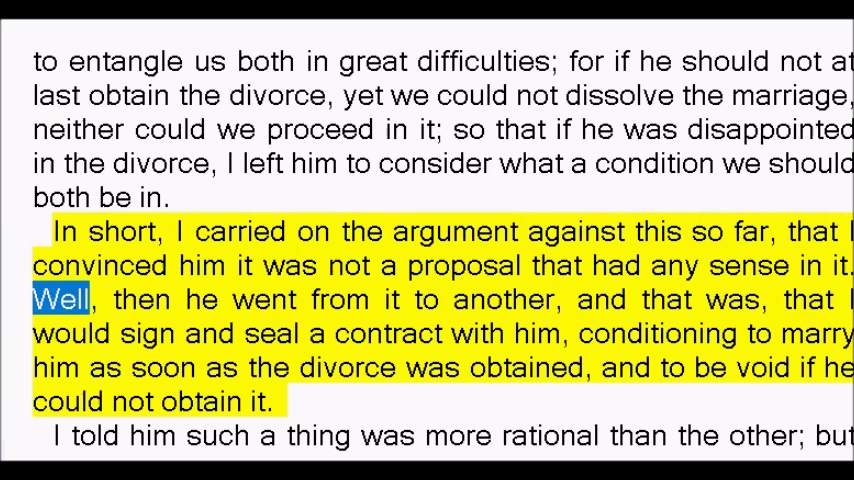 to entangle us both in great difficulties; for if he should not at
last obtain the divorce, yet we could not dissolve the marriage,
neither could we proceed in it; so that if he was disappointed
in the divorce, I left him to consider what a condition we should
both be in.
In short, I carried on the argument against this so far, that I
convinced him it was not a proposal that had any sense in it.
Well, then he went from it to another, and that was, that I
would sign and seal a contract with him, conditioning to marry
him as soon as the divorce was obtained, and to be void if he
could not obtain it.
I told him such a thing was more rational than the other; but